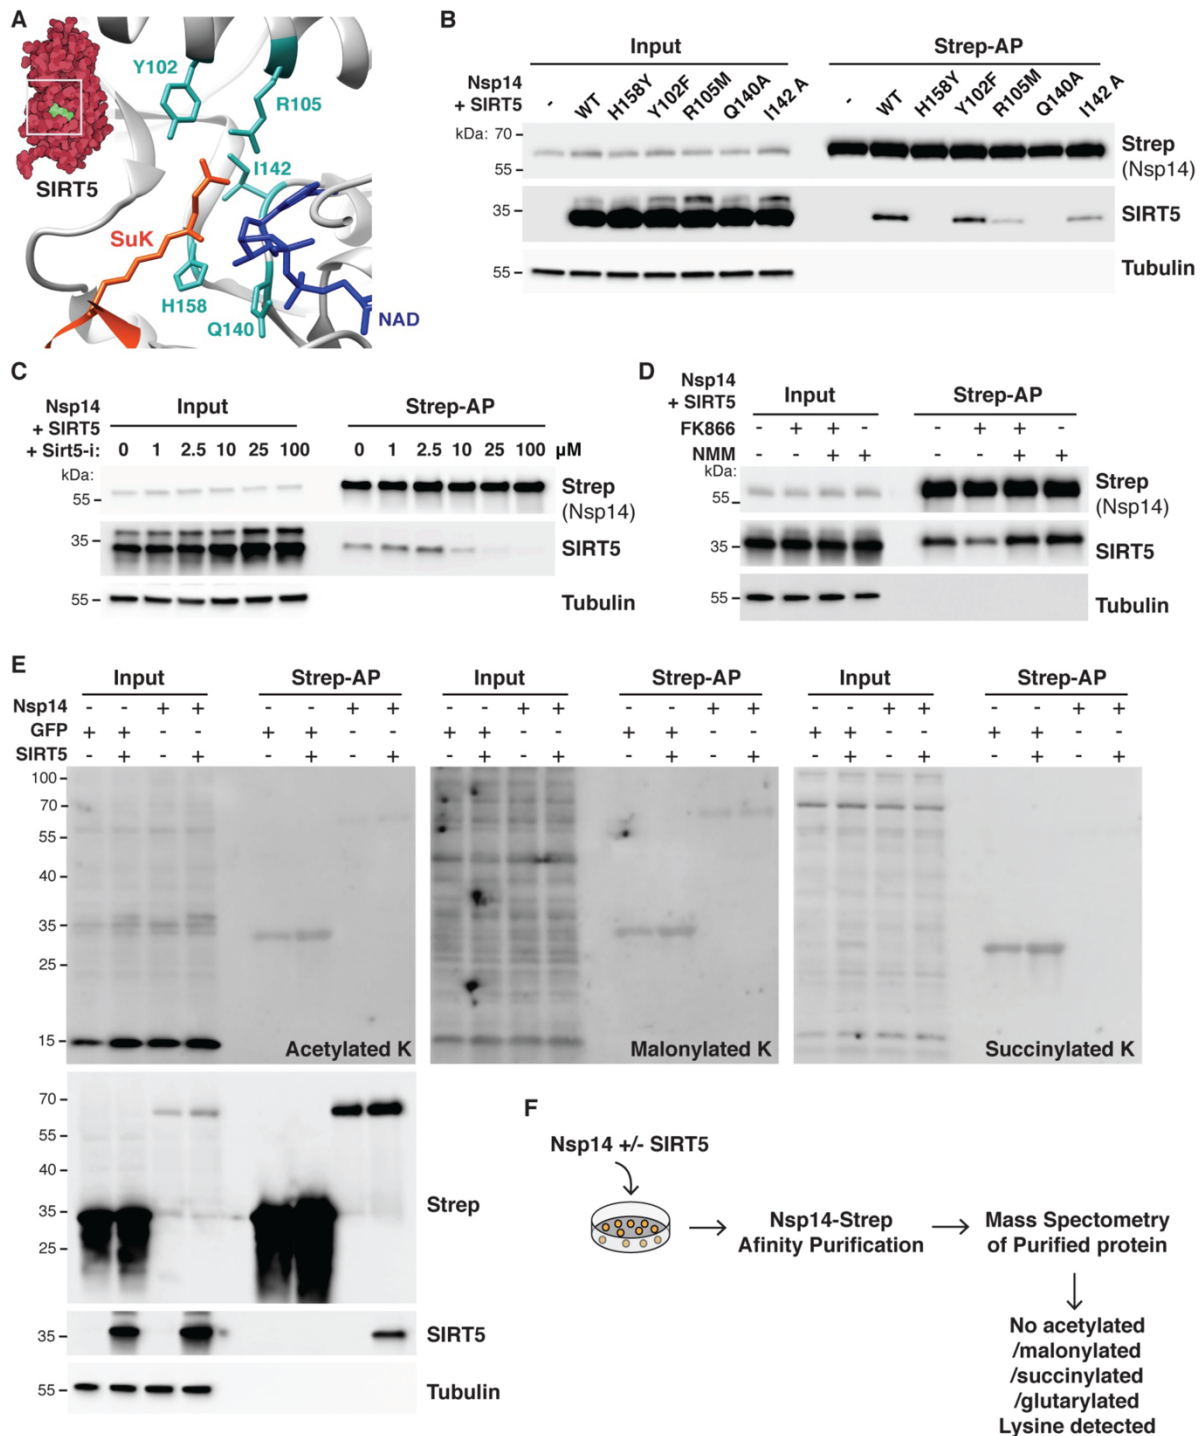 A
Y102
R105
I142
SIRT5
SuK
H158
Q140
NAD
B
Input
Strep-AP
Nsp14
+ SIRT5
- WT H158Y Y102F R105M Q140A I142 A
- WT H158Y Y102F R105M Q140A I142 A
kDa: 70
55
Strep
(Nsp14)
35
SIRT5
55
Tubulin
C
Nsp14
+ SIRT5
+ Sirt5-i:
Input
Strep-AP
0 1 2.5 10 25 100
0 1 2.5 10 25 100 μM
kDa:
55
Strep
(Nsp14)
35
SIRT5
55
Tubulin
D
Nsp14
+ SIRT5
Input
Strep-AP
FK866 - + + - - + + -
NMM - - + + - - + +
kDa:
55
Strep
(Nsp14)
35
SIRT5
55
Tubulin
E
Input Strep-AP Input Strep-AP Input Strep-AP
Nsp14 - - + + - - + + - - + + - - + + - - + + - - + +
GFP + + - - + + - - + + - - + + - - + + - - + + - -
SIRT5 - + - + - + - + - + - + - + - + - + - + - + - +
100
70
55
40
35
25
15
Acetylated K
Malonylated K
Succinylated K
70
55
40
35
25
Strep
35
SIRT5
55
Tubulin
F
Nsp14 +/- SIRT5
Nsp14-Strep
Afinity Purification
Mass Spectometry
of Purified protein
No acetylated
/malonylated
/succinylated
/glutarylated
Lysine detected